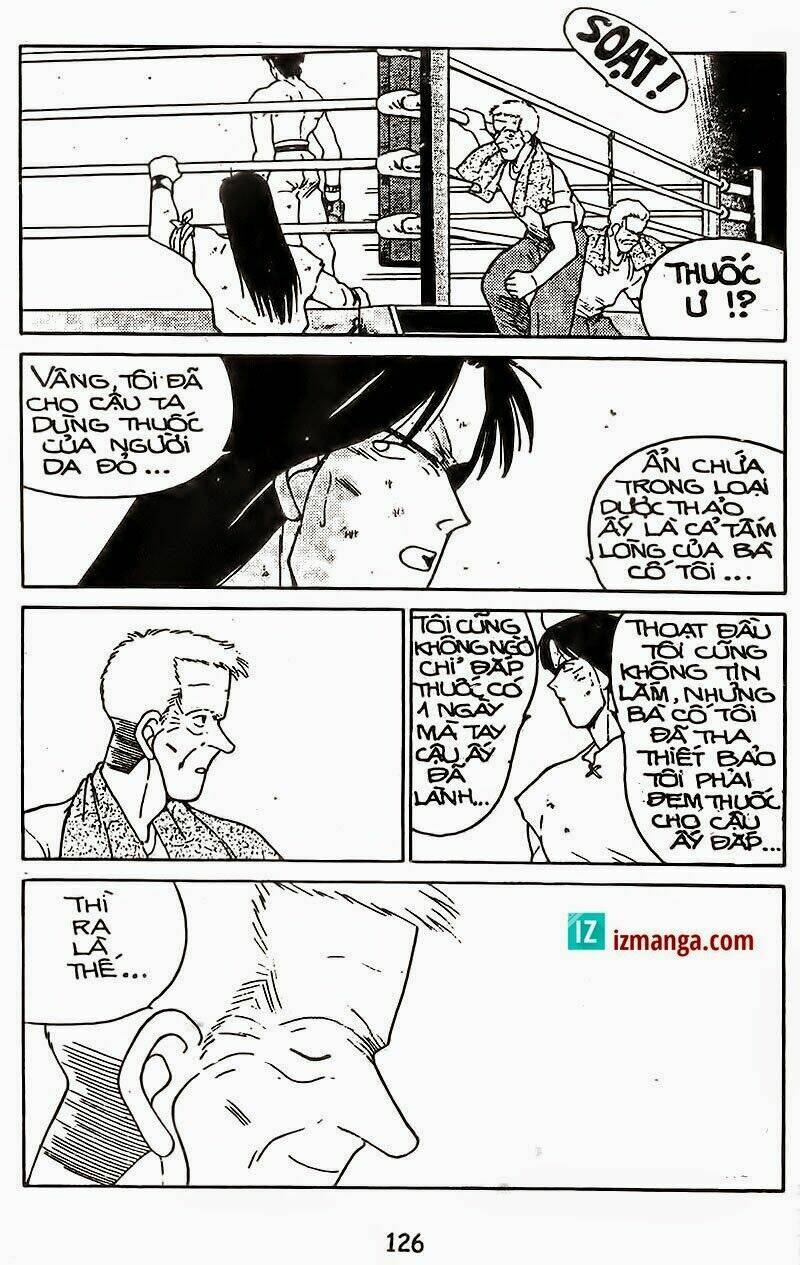 SOẠT!
THUỐC
Ư!?
VÂNG, TÔI ĐÃ
CHO CẬU TA
DÙNG THUỐC
CỦA NGƯỜI
DA ĐỎ...
ẨN CHỨA
TRONG LOẠI
DƯỢC THẢO
ẤY LÀ CẢ TẤM
LÒNG CỦA BÀ
CỐ TÔI...
THOẠT ĐẦU
TÔI CŨNG
KHÔNG TIN
LẮM, NHƯNG
BÀ CỐ TÔI
ĐÃ THA
THIẾT BẢO
TÔI PHẢI
ĐEM THUỐC
CHO CẬU
ẤY ĐẮP...
TÔI CŨNG
KHÔNG NGỜ
CHỈ ĐẮP
THUỐC CÓ
1 NGÀY
MÀ TAY
CẬU ẤY
ĐÃ
LÀNH...
THÌ
RA
LÀ
THẾ...
IZ izmanga.com
126